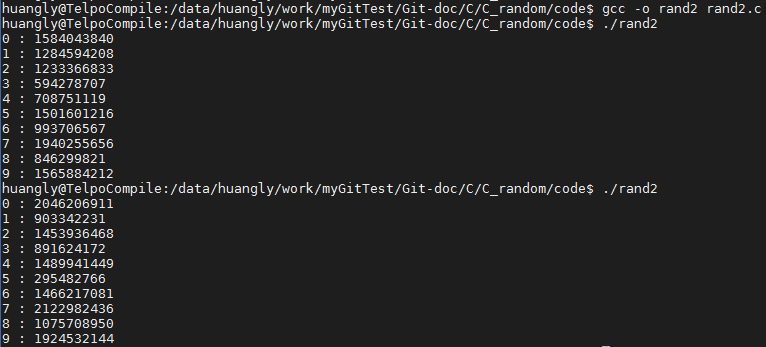 huangly@TelpoCompile:/data/huangly/work/myGitTest/Git-doc/C/C_random/code$ gcc -o rand2 rand2.c
huangly@TelpoCompile:/data/huangly/work/myGitTest/Git-doc/C/C_random/code$ ./rand2
0 : 1584043840
1 : 1284594208
2 : 1233366833
3 : 594278707
4 : 708751119
5 : 1501601216
6 : 993706567
7 : 1940255656
8 : 846299821
9 : 1565884212
huangly@TelpoCompile:/data/huangly/work/myGitTest/Git-doc/C/C_random/code$ ./rand2
0 : 2046206911
1 : 903342231
2 : 1453936468
3 : 891624172
4 : 1489941449
5 : 295482766
6 : 1466217081
7 : 2122982436
8 : 1075708950
9 : 1924532144